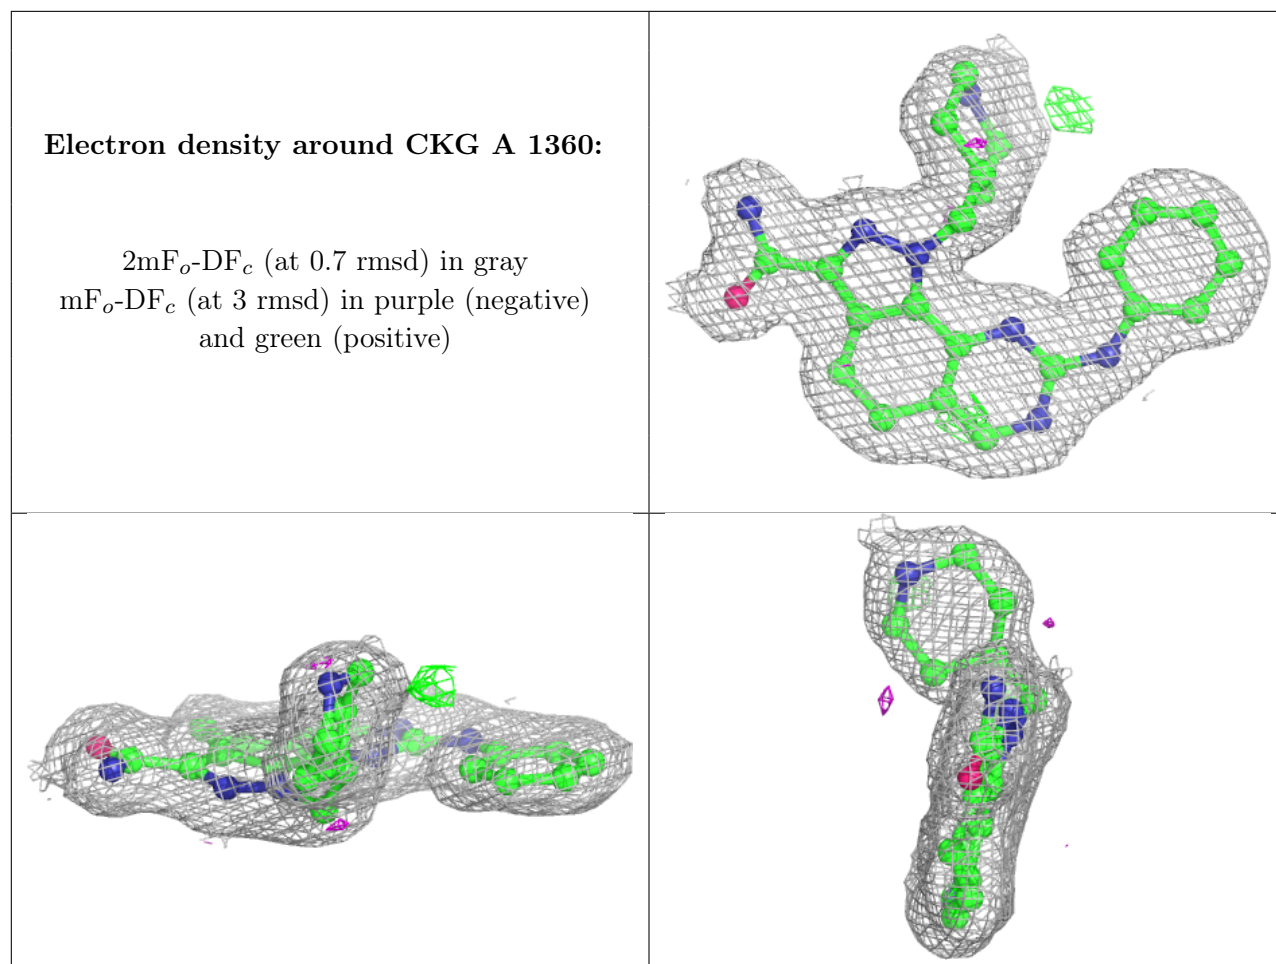 Electron density around CKG A 1360:
2mFo-DFc (at 0.7 rmsd) in gray
mFo-DFc (at 3 rmsd) in purple (negative)
and green (positive)